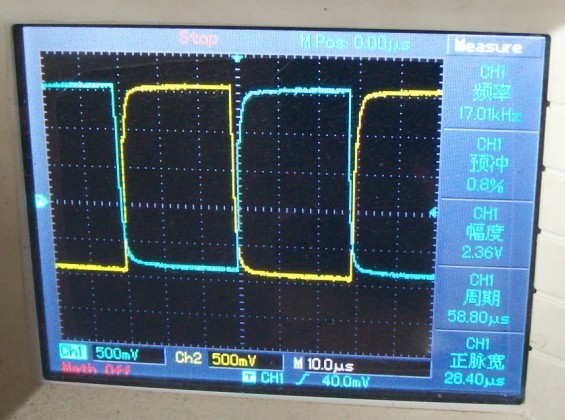 Stop M Pos: 0.00μs Measure
CH1
频率
17.01kHz
CH1
预冲
0.8%
CH1
幅度
2.36V
CH1
周期
58.80μs
CH1
正脉宽
28.40μs
Ch1 500mV Ch2 500mV M 10.0μs
Math Off T CH1 40.0mV